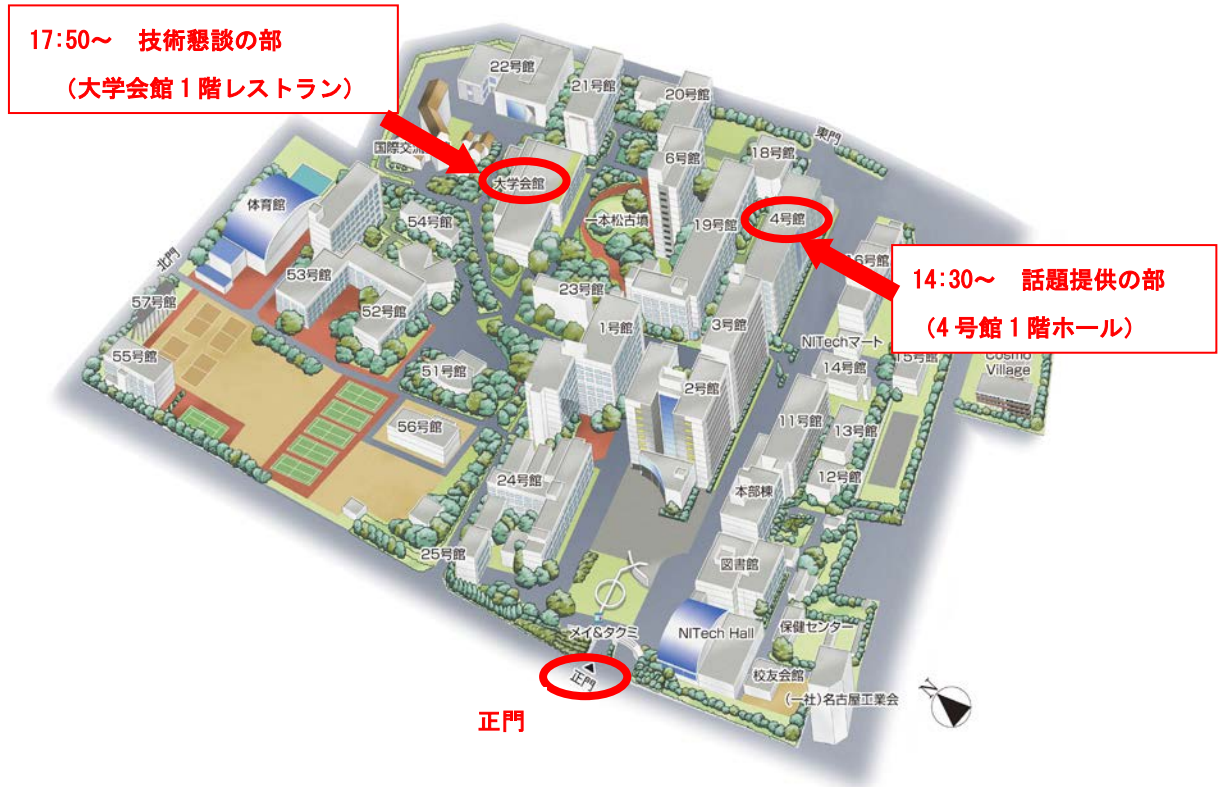 17:50～　技術懇談の部
（大学会館１階レストラン）
22号館
21号館
20号館
東門
国際交流
6号館
18号館
大学会館
体育館
54号館
一本松古墳
19号館
4号館
16号館
14:30～　話題提供の部
（4 号館 1 階ホール）
北門
53号館
57号館
52号館
23号館
1号館
3号館
NITechマート
55号館
51号館
2号館
14号館
15号館
Cosmo
Village
56号館
11号館
13号館
24号館
本部棟
12号館
25号館
図書館
メイ&タクミ
NITech Hall
保健センター
正門
校友会館
(一社)名古屋工業会
N
正門